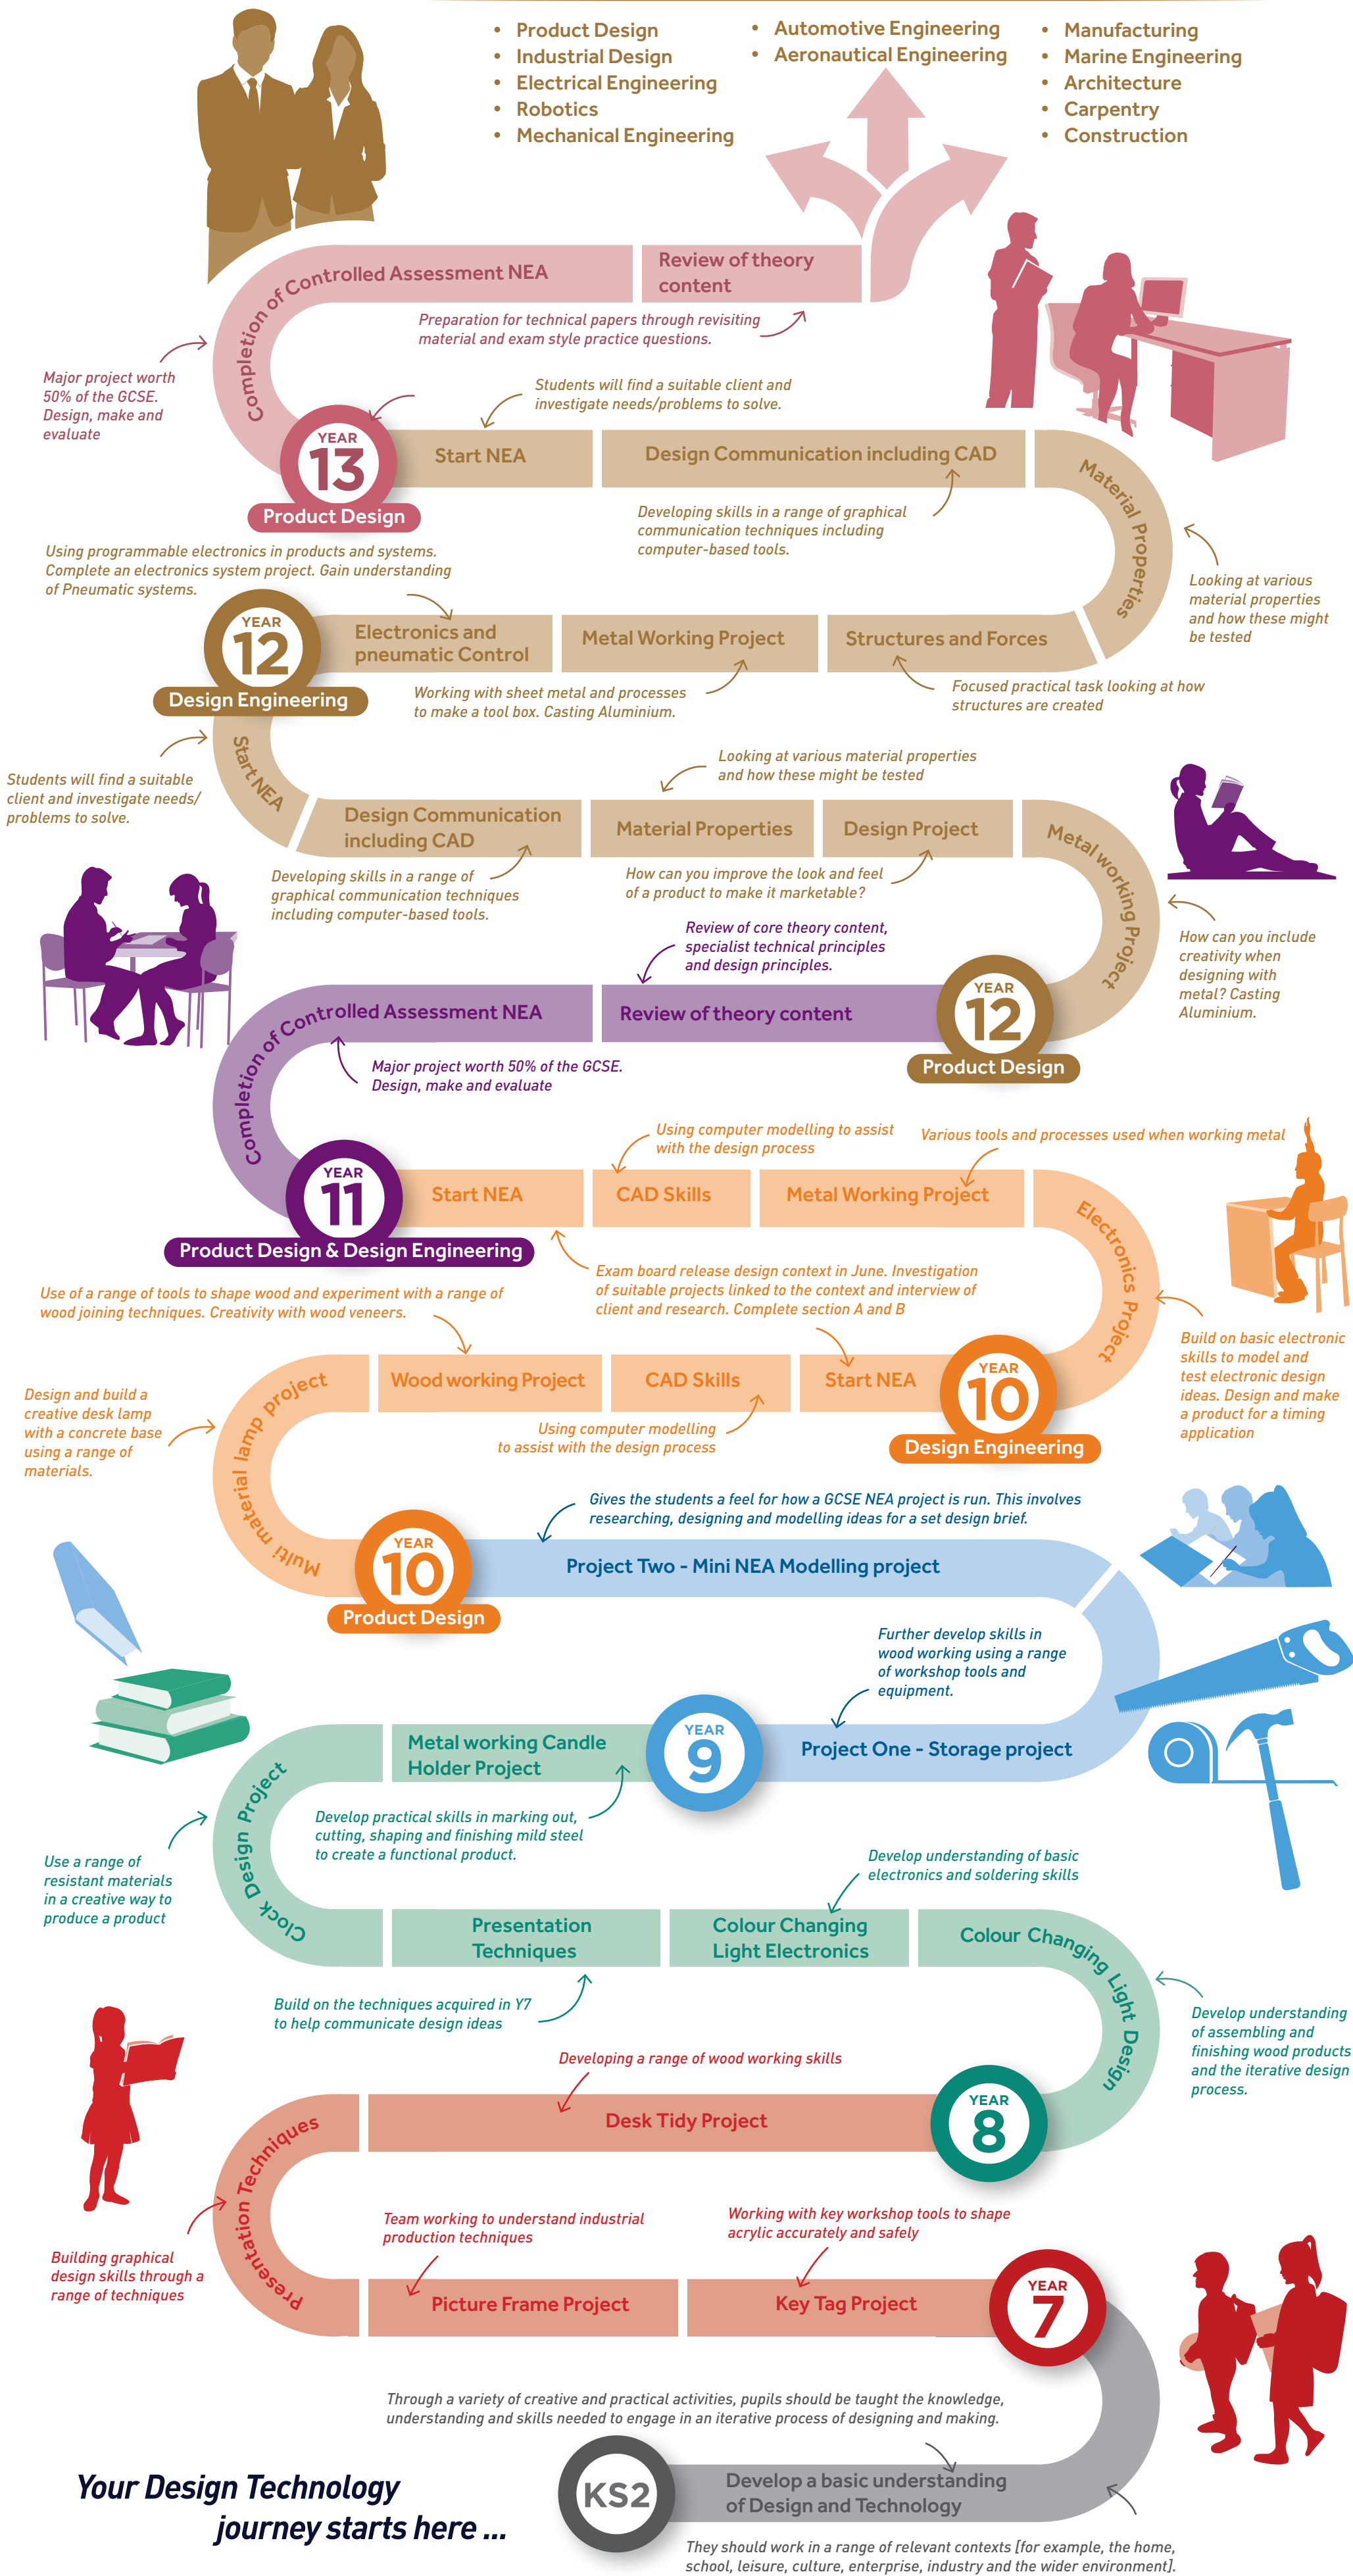 • Product Design
• Industrial Design
• Electrical Engineering
• Robotics
• Mechanical Engineering
• Automotive Engineering
• Aeronautical Engineering
• Manufacturing
• Marine Engineering
• Architecture
• Carpentry
• Construction
Completion of Controlled Assessment NEA
Review of theory
content
Preparation for technical papers through revisiting
material and exam style practice questions.
Major project worth
50% of the GCSE.
Design, make and
evaluate
Students will find a suitable client and
investigate needs/problems to solve.
YEAR
13
Product Design
Start NEA
Design Communication including CAD
Material Properties
Developing skills in a range of graphical
communication techniques including
computer-based tools.
Looking at various
material properties
and how these might
be tested
Using programmable electronics in products and systems.
Complete an electronics system project. Gain understanding
of Pneumatic systems.
YEAR
12
Design Engineering
Electronics and
pneumatic Control
Metal Working Project
Structures and Forces
Working with sheet metal and processes
to make a tool box. Casting Aluminium.
Focused practical task looking at how
structures are created
Start NEA
Students will find a suitable
client and investigate needs/
problems to solve.
Looking at various material properties
and how these might be tested
Design Communication
including CAD
Material Properties
Design Project
Metal working Project
Developing skills in a range of
graphical communication techniques
including computer-based tools.
How can you improve the look and feel
of a product to make it marketable?
How can you include
creativity when
designing with
metal? Casting
Aluminium.
Review of core theory content,
specialist technical principles
and design principles.
Completion of Controlled Assessment NEA
Review of theory content
YEAR
12
Product Design
Major project worth 50% of the GCSE.
Design, make and evaluate
Using computer modelling to assist
with the design process
Various tools and processes used when working metal
YEAR
11
Product Design & Design Engineering
Start NEA
CAD Skills
Metal Working Project
Electronics Project
Exam board release design context in June. Investigation
of suitable projects linked to the context and interview of
client and research. Complete section A and B
Use of a range of tools to shape wood and experiment with a range of
wood joining techniques. Creativity with wood veneers.
Build on basic electronic
skills to model and
test electronic design
ideas. Design and make
a product for a timing
application
Design and build a
creative desk lamp
with a concrete base
using a range of
materials.
Multi material lamp project
Wood working Project
CAD Skills
Start NEA
YEAR
10
Design Engineering
Using computer modelling
to assist with the design process
Gives the students a feel for how a GCSE NEA project is run. This involves
researching, designing and modelling ideas for a set design brief.
YEAR
10
Product Design
Project Two - Mini NEA Modelling project
Further develop skills in
wood working using a range
of workshop tools and
equipment.
Metal working Candle
Holder Project
YEAR
9
Project One - Storage project
Clock Design Project
Develop practical skills in marking out,
cutting, shaping and finishing mild steel
to create a functional product.
Use a range of
resistant materials
in a creative way to
produce a product
Develop understanding of basic
electronics and soldering skills
Presentation
Techniques
Colour Changing
Light Electronics
Colour Changing Light Design
Build on the techniques acquired in Y7
to help communicate design ideas
Develop understanding
of assembling and
finishing wood products
and the iterative design
process.
Developing a range of wood working skills
Desk Tidy Project
YEAR
8
Presentation Techniques
Building graphical
design skills through a
range of techniques
Team working to understand industrial
production techniques
Working with key workshop tools to shape
acrylic accurately and safely
Picture Frame Project
Key Tag Project
YEAR
7
Through a variety of creative and practical activities, pupils should be taught the knowledge,
understanding and skills needed to engage in an iterative process of designing and making.
Your Design Technology
journey starts here ...
KS2
Develop a basic understanding
of Design and Technology
They should work in a range of relevant contexts [for example, the home,
school, leisure, culture, enterprise, industry and the wider environment].